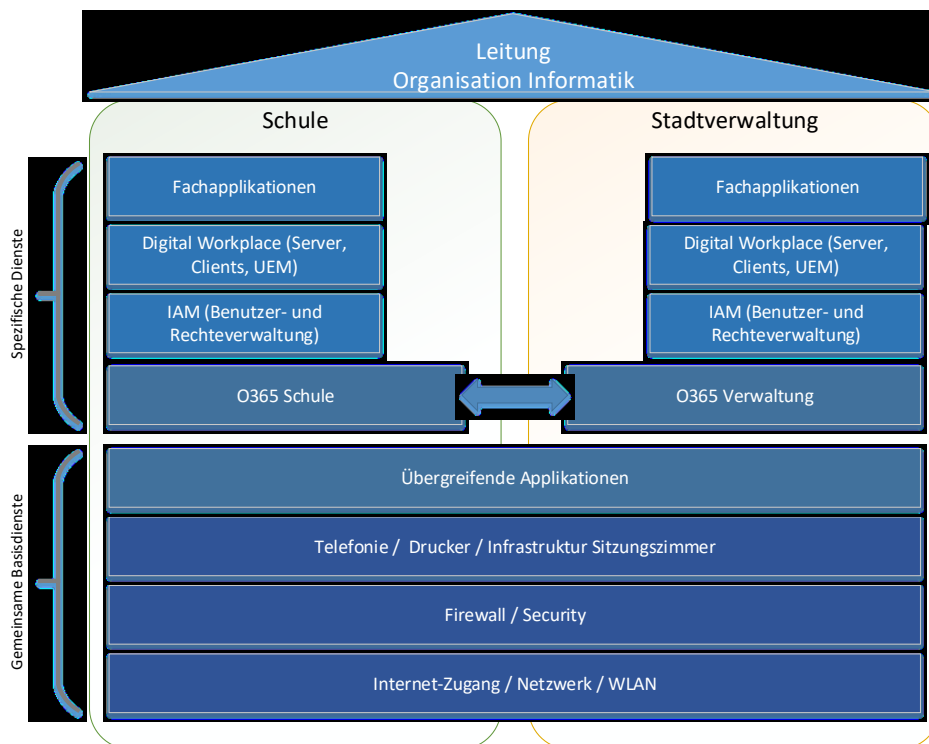 Leitung
Organisation Informatik
Schule
Stadtverwaltung
Spezifische Dienste
Fachapplikationen
Fachapplikationen
Digital Workplace (Server,
Clients, UEM)
Digital Workplace (Server,
Clients, UEM)
IAM (Benutzer- und
Rechteverwaltung)
IAM (Benutzer- und
Rechteverwaltung)
O365 Schule
O365 Verwaltung
Gemeinsame Basisdienste
Übergreifende Applikationen
Telefonie / Drucker / Infrastruktur Sitzungszimmer
Firewall / Security
Internet-Zugang / Netzwerk / WLAN